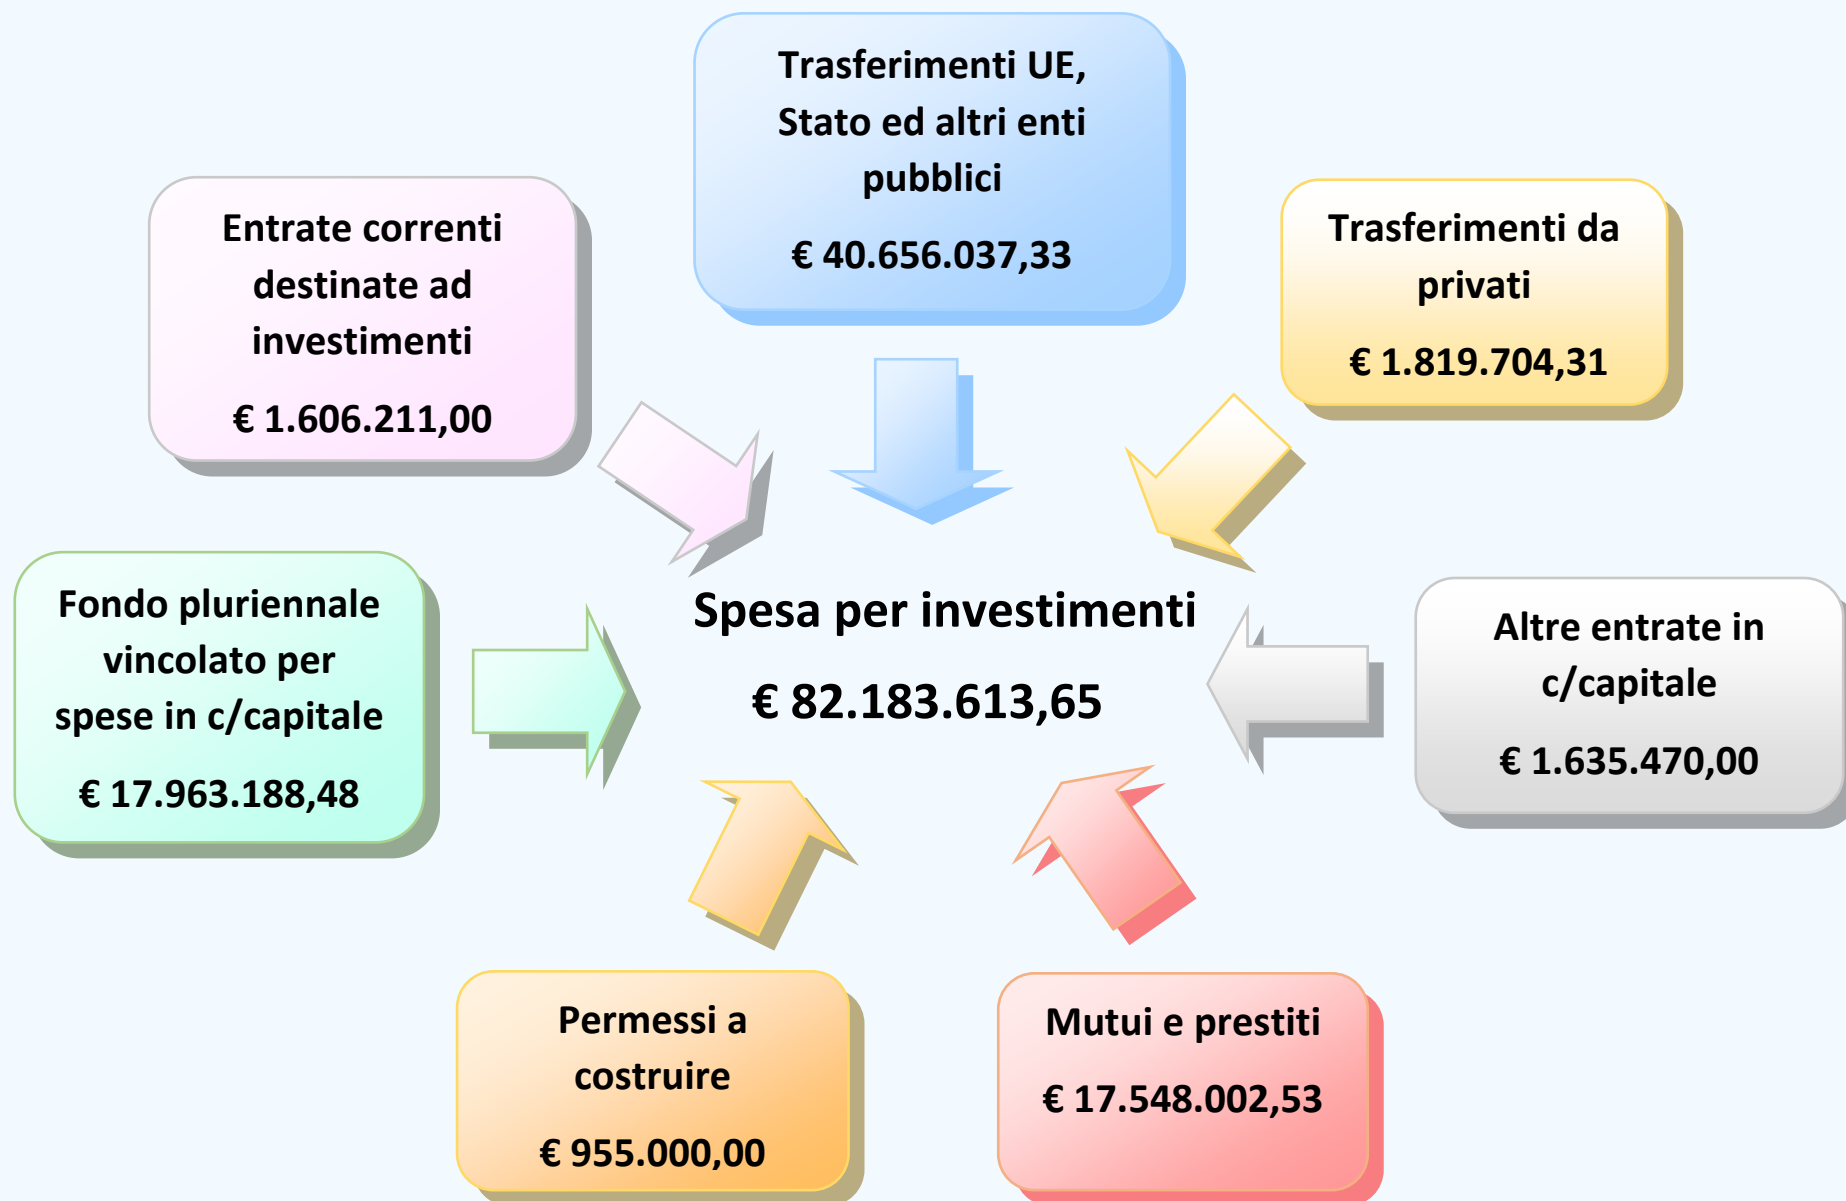 Trasferimenti UE,
Stato ed altri enti
pubblici
€ 40.656.037,33
Entrate correnti
destinate ad
investimenti
€ 1.606.211,00
Trasferimenti da
privati
€ 1.819.704,31
Fondo pluriennale
vincolato per
spese in c/capitale
€ 17.963.188,48
Spesa per investimenti
€ 82.183.613,65
Altre entrate in
c/capitale
€ 1.635.470,00
Permessi a
costruire
€ 955.000,00
Mutui e prestiti
€ 17.548.002,53